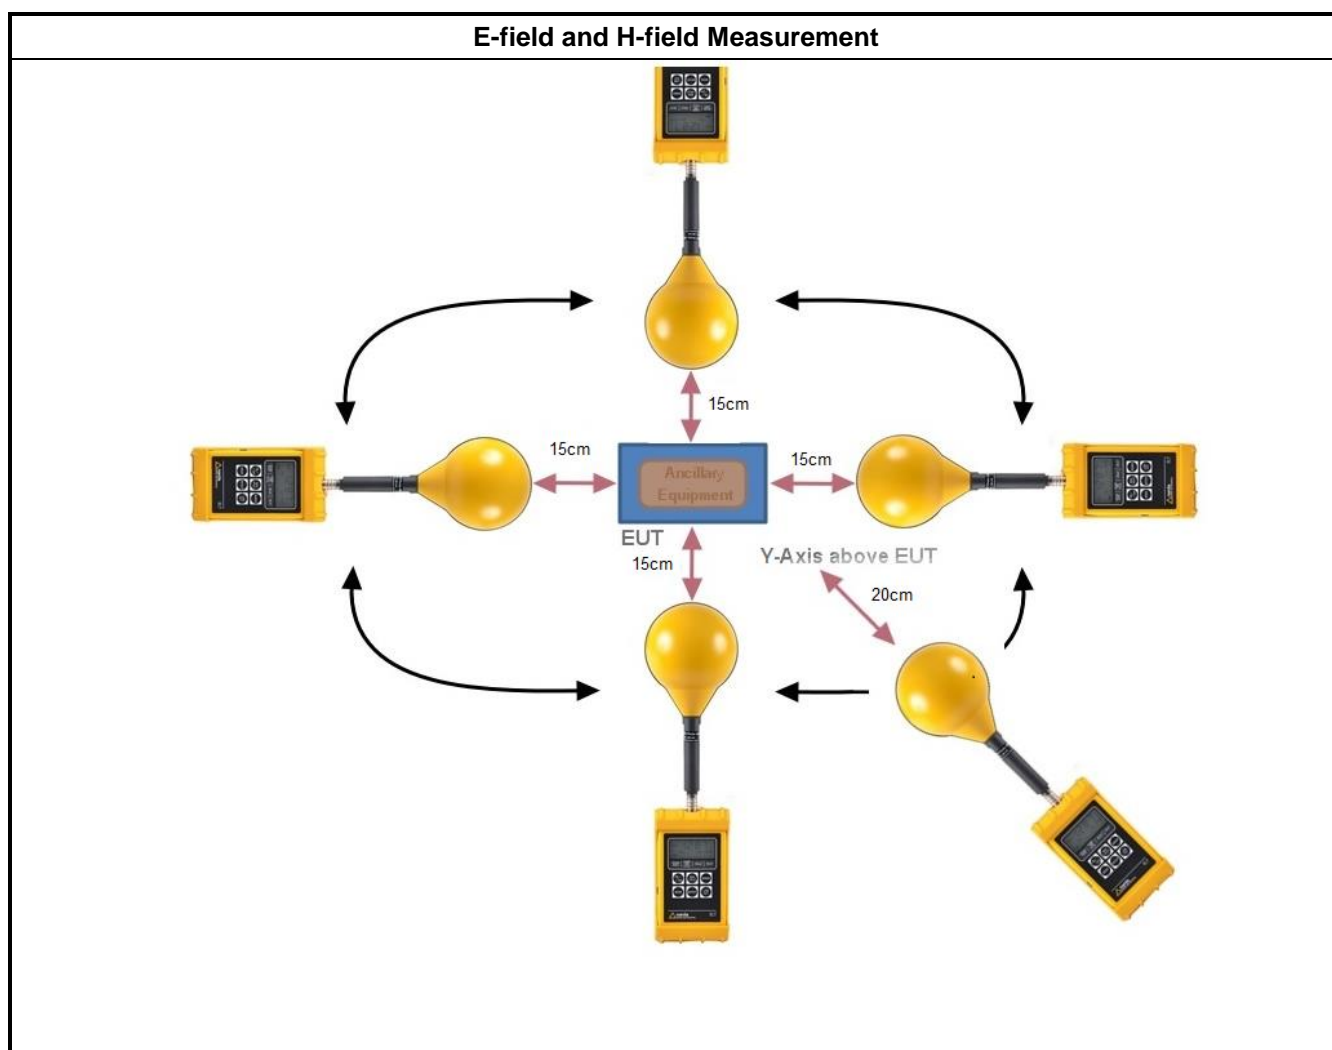 E-field and H-field Measurement
15cm
15cm
Ancillary
Equipment
15cm
EUT
15cm
Y-Axis above EUT
20cm